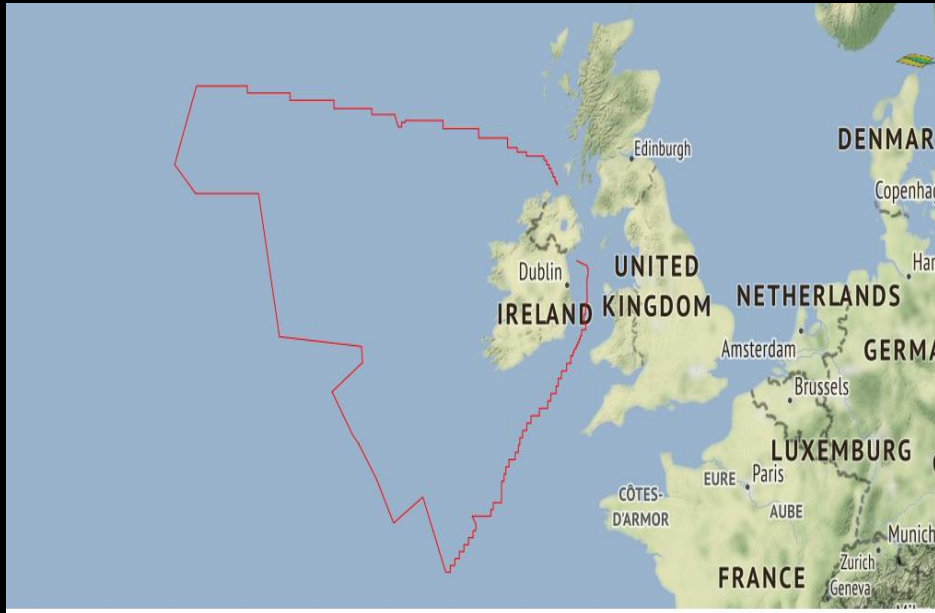 Edinburgh
DENMAR
Copenhag
Dublin
UNITED
KINGDOM
IRELAND
NETHERLANDS
Har
Amsterdam
GERMA
Brussels
LUXEMBURG
EURE
Paris
CÔTES-
D'ARMOR
AUBE
Munich
Zurich
Geneva
FRANCE